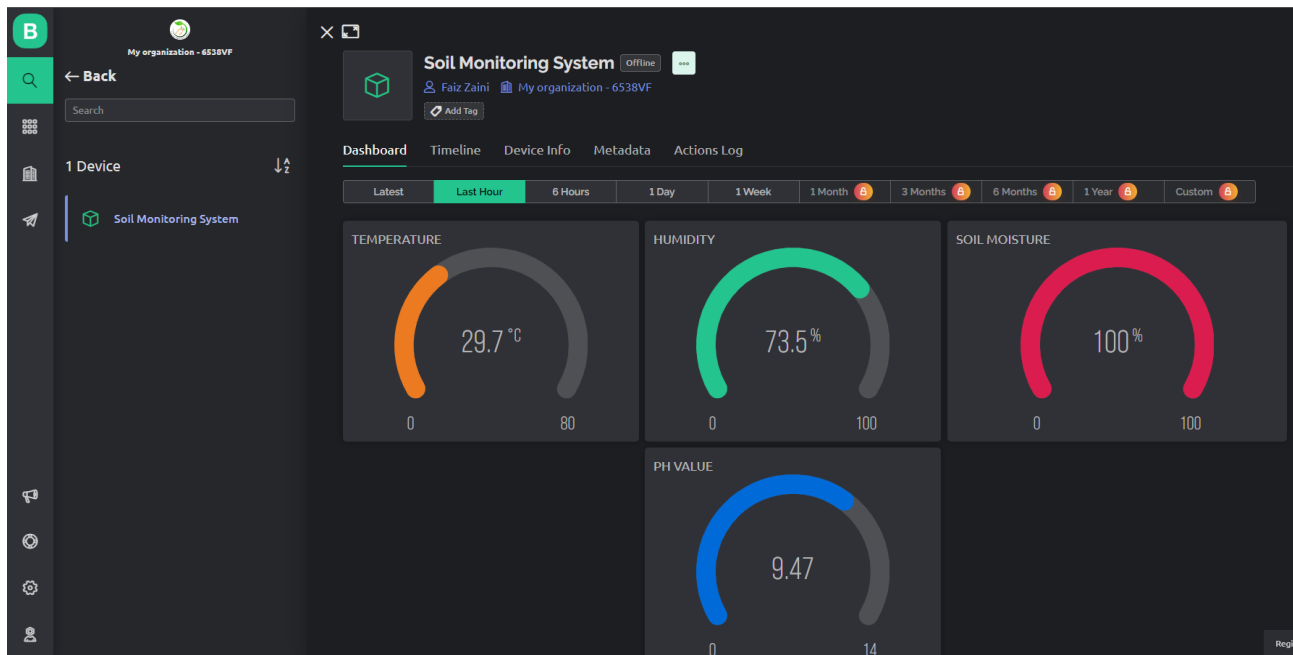 B
My organization - 6538VF
← Back
Search
1 Device
Soil Monitoring System
Soil Monitoring System Offline
Faiz Zaini My organization - 6538VF
Add Tag
Dashboard Timeline Device Info Metadata Actions Log
Latest Last Hour 6 Hours 1 Day 1 Week 1 Month 3 Months 6 Months 1 Year Custom
TEMPERATURE
29.7 °C
0 80
HUMIDITY
73.5 %
0 100
SOIL MOISTURE
100 %
0 100
PH VALUE
9.47
0 14